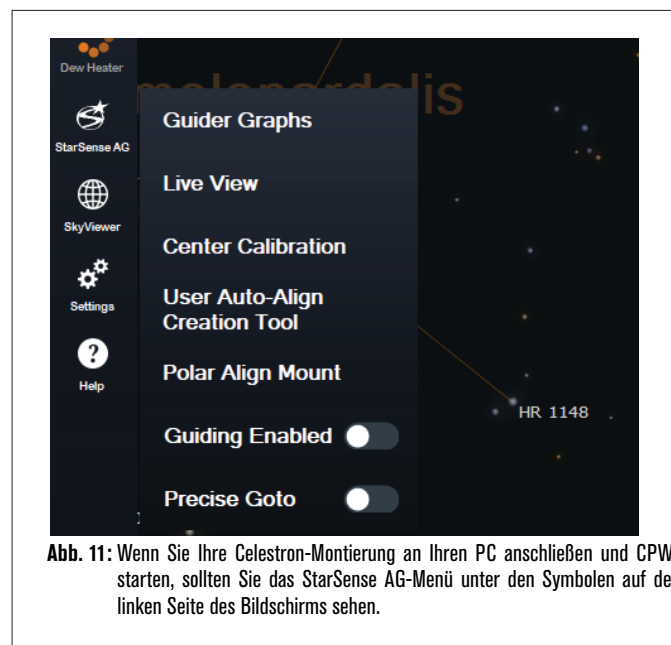 melopardalis
Dew Heater
StarSense AG
SkyViewer
Settings
Help
Guider Graphs
Live View
Center Calibration
User Auto-Align
Creation Tool
Polar Align Mount
Guiding Enabled
Precise Goto
HR 1148
Abb. 11: Wenn Sie Ihre Celestron-Montierung an Ihren PC anschließen und CPW
starten, sollten Sie das StarSense AG-Menü unter den Symbolen auf de
linken Seite des Bildschirms sehen.